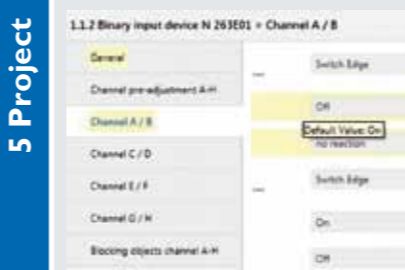 5 Project
1.1.2 Binary input device N 263E01 > Channel A / B
General
Switch Edge
Channel pre-adjustment A-H
Off
Channel A / B
Default Value: On
no reaction
Channel C / D
Channel E / F
Switch Edge
Channel G / H
On
Blocking objects channel A-H
Off